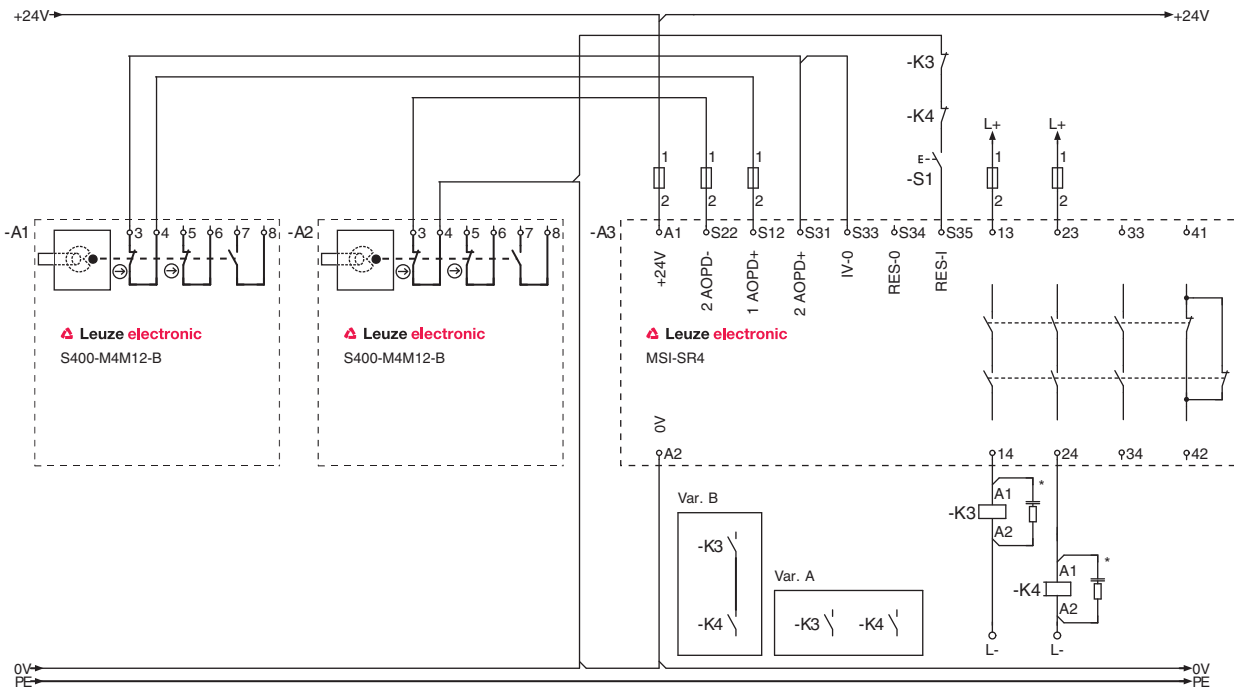 +24V +24V
-K3
-K4
L+ L+
E
-S1
1 1 1 1 1
2 2 2 2 2
-A1 3 4 5 6 7 8
-A2 3 4 5 6 7 8
-A3 A1 S22 S12 S31 S33 S34 S35 13 23 33 41
+24V
2 AOPD-
1 AOPD+
2 AOPD+
IV-0
RES-0
RES-I
Leuze electronic
S400-M4M12-B
Leuze electronic
S400-M4M12-B
Leuze electronic
MSI-SR4
0V
A2 14 24 34 42
Var. B
-K3
-K4
Var. A
-K3 -K4
A1 *
-K3
A2
A1 *
-K4
A2
L- L-
0V 0V
PE PE